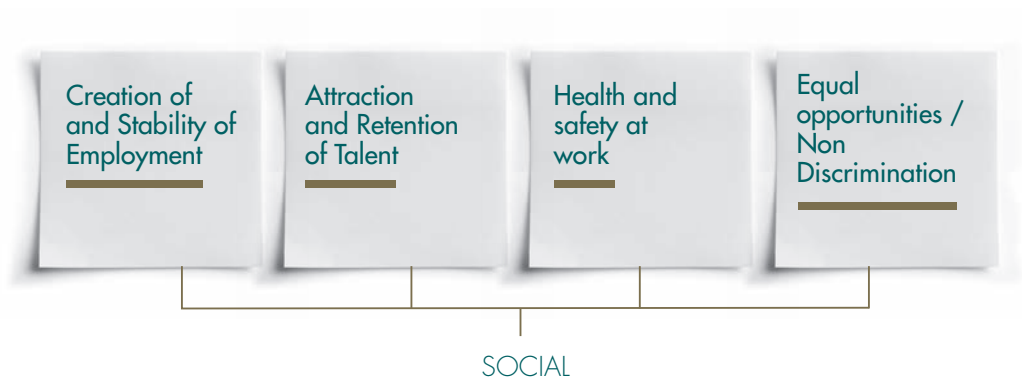 Creation of
and Stability of
Employment
Attraction
and Retention
of Talent
Health and
safety at
work
Equal
opportunities /
Non
Discrimination
SOCIAL